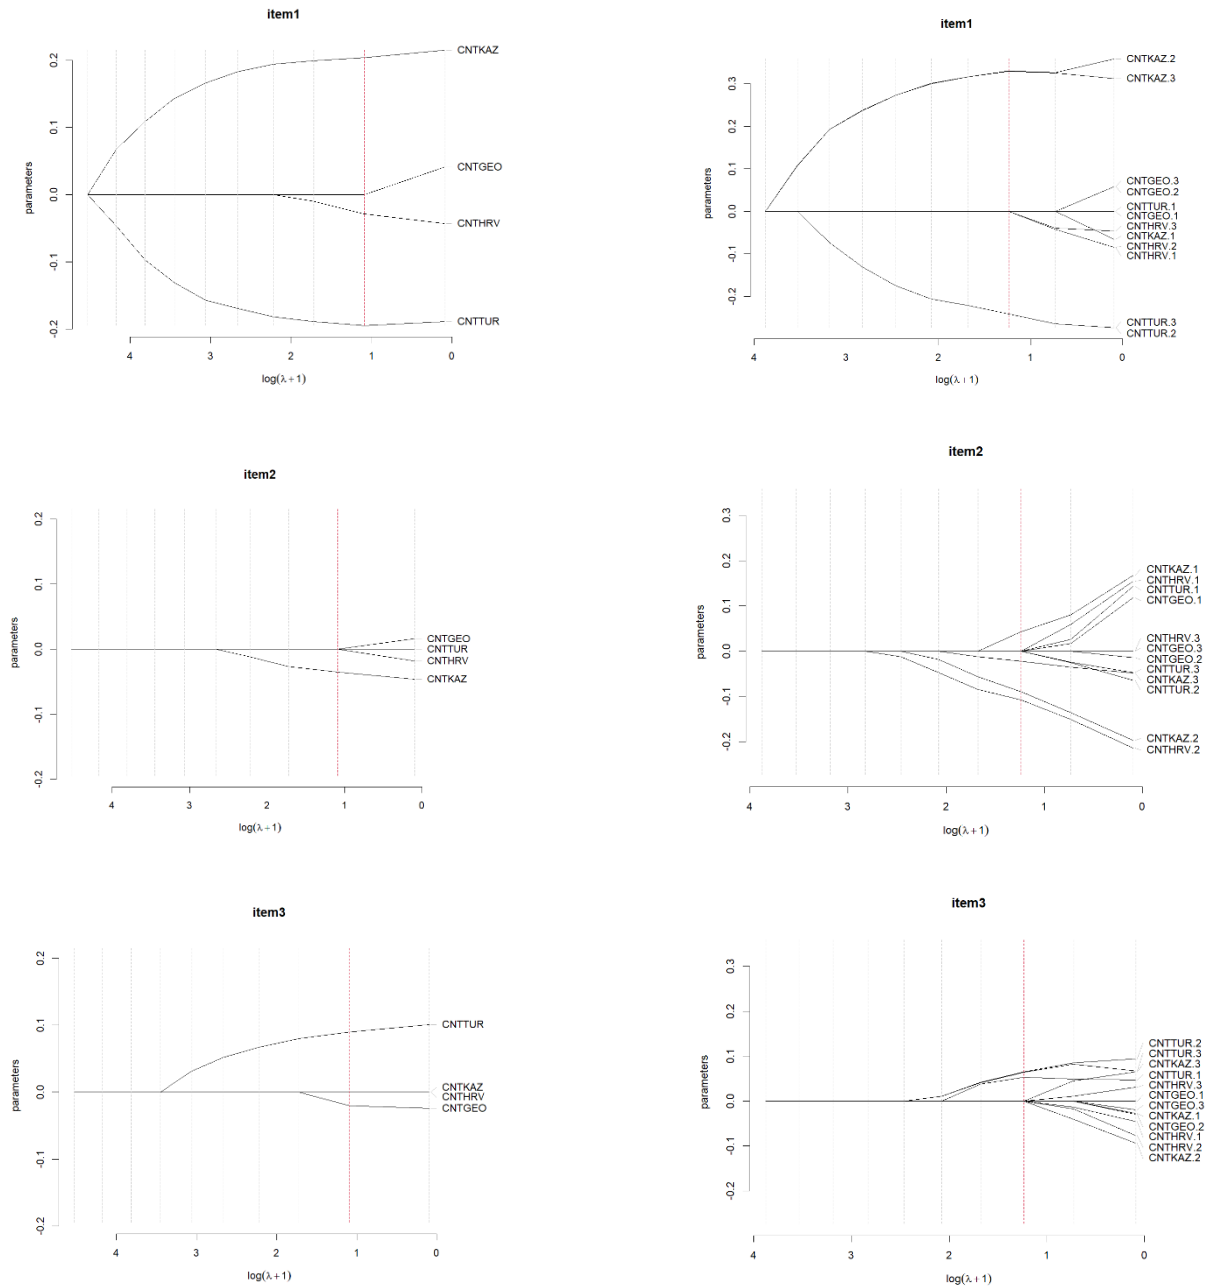 item1
parameters
0.2
0.1
0.0
-0.1
-0.2
CNTKAZ
CNTGEO
CNTHRV
CNTTUR
4 3 2 1 0
log(λ + 1)
item1
parameters
0.3
0.2
0.1
0.0
-0.1
-0.2
CNTKAZ.2
CNTKAZ.3
CNTGEO.3
CNTGEO.2
CNTTUR.1
CNTGEO.1
CNTHRV.3
CNTKAZ.1
CNTHRV.2
CNTHRV.1
CNTTUR.3
CNTTUR.2
4 3 2 1 0
log(λ + 1)
item2
parameters
0.2
0.1
0.0
-0.1
-0.2
CNTGEO
CNTTUR
CNTHRV
CNTKAZ
4 3 2 1 0
log(λ + 1)
item2
parameters
0.3
0.2
0.1
0.0
-0.1
-0.2
CNTKAZ.1
CNTHRV.1
CNTTUR.1
CNTGEO.1
CNTHRV.3
CNTGEO.3
CNTGEO.2
CNTTUR.3
CNTKAZ.3
CNTTUR.2
CNTKAZ.2
CNTHRV.2
4 3 2 1 0
log(λ + 1)
item3
parameters
0.2
0.1
0.0
-0.1
-0.2
CNTTUR
CNTKAZ
CNTHRV
CNTGEO
4 3 2 1 0
log(λ + 1)
item3
parameters
0.3
0.2
0.1
0.0
-0.1
-0.2
CNTTUR.2
CNTTUR.3
CNTKAZ.3
CNTTUR.1
CNTHRV.3
CNTGEO.1
CNTGEO.3
CNTKAZ.1
CNTGEO.2
CNTHRV.1
CNTHRV.2
CNTKAZ.2
4 3 2 1 0
log(λ + 1)